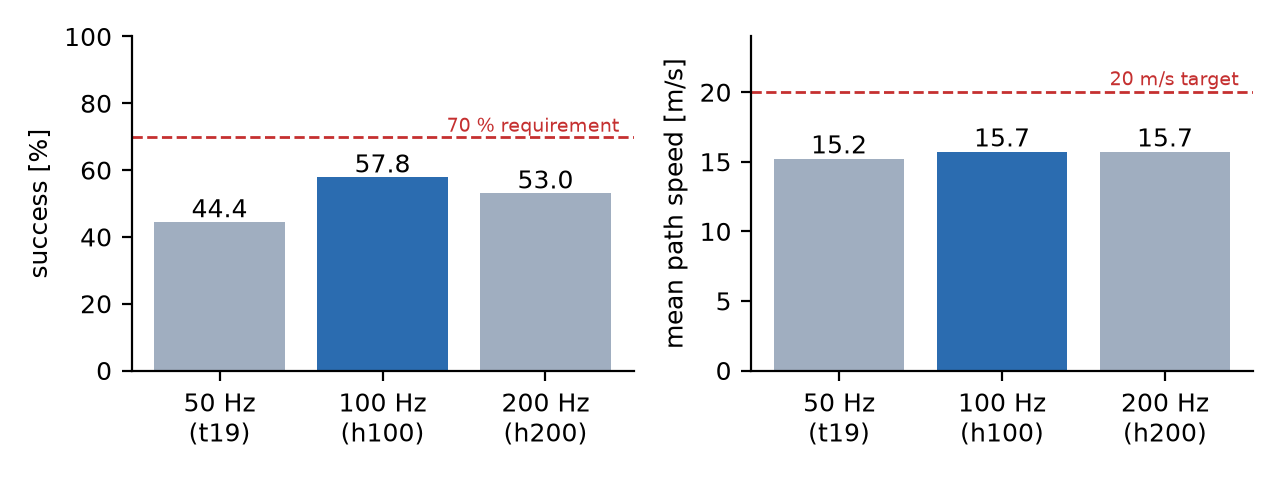 success [%]
100
80
60
40
20
0
70 % requirement
44.4
57.8
53.0
50 Hz
(t19)
100 Hz
(h100)
200 Hz
(h200)
mean path speed [m/s]
20
15
10
5
0
20 m/s target
15.2
15.7
15.7
50 Hz
(t19)
100 Hz
(h100)
200 Hz
(h200)